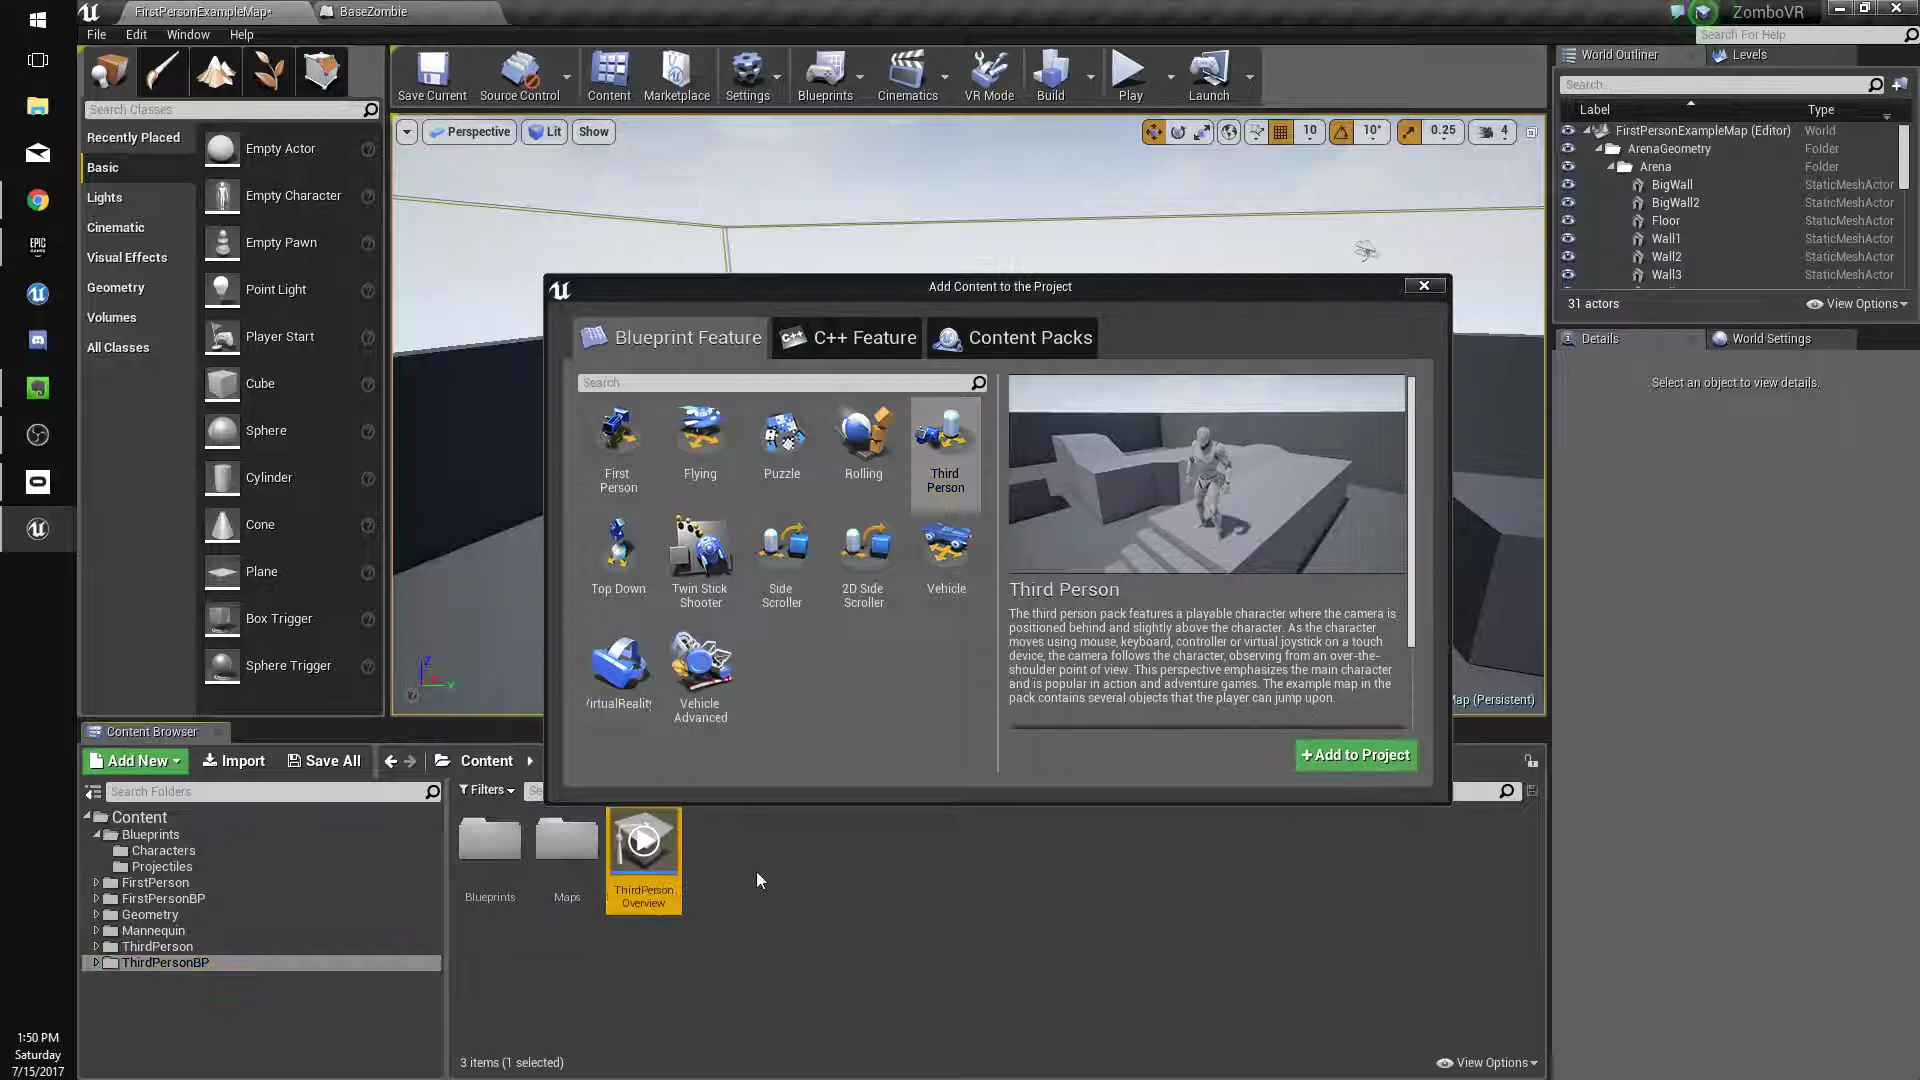 FirstPersonExampleMap*
BaseZombie
ZomboVR
File Edit Window Help
Search For Help
Save Current
Source Control
Content
Marketplace
Settings
Blueprints
Cinematics
VR Mode
Build
Play
Launch
World Outliner
Levels
Search Classes
Search...
Label
Type
Recently Placed
Basic
Lights
Cinematic
Visual Effects
Geometry
Volumes
All Classes
Empty Actor
Empty Character
Empty Pawn
Point Light
Player Start
Cube
Sphere
Cylinder
Cone
Plane
Box Trigger
Sphere Trigger
Perspective
Lit
Show
10
10°
0.25
4
FirstPersonExampleMap (Editor) World
ArenaGeometry Folder
Arena Folder
BigWall StaticMeshActor
BigWall2 StaticMeshActor
Floor StaticMeshActor
Wall1 StaticMeshActor
Wall2 StaticMeshActor
Wall3 StaticMeshActor
31 actors
View Options
Details
World Settings
Select an object to view details.
Add Content to the Project
Blueprint Feature
C++ Feature
Content Packs
Search
First
Person
Flying
Puzzle
Rolling
Third
Person
Top Down
Twin Stick
Shooter
Side
Scroller
2D Side
Scroller
Vehicle
VirtualReality
Vehicle
Advanced
Third Person
The third person pack features a playable character where the camera is
positioned behind and slightly above the character. As the character
moves using mouse, keyboard, controller or virtual joystick on a touch
device, the camera follows the character, observing from an over-the-
shoulder point of view. This perspective emphasizes the main character
and is popular in action and adventure games. The example map in the
pack contains several objects that the player can jump upon.
+Add to Project
Map (Persistent)
Content Browser
Add New
Import
Save All
Content
Search Folders
Filters
Se
Content
Blueprints
Characters
Projectiles
FirstPerson
FirstPersonBP
Geometry
Mannequin
ThirdPerson
ThirdPersonBP
Blueprints
Maps
ThirdPerson
Overview
3 items (1 selected)
View Options
EPIC
GAMES
1:50 PM
Saturday
7/15/2017